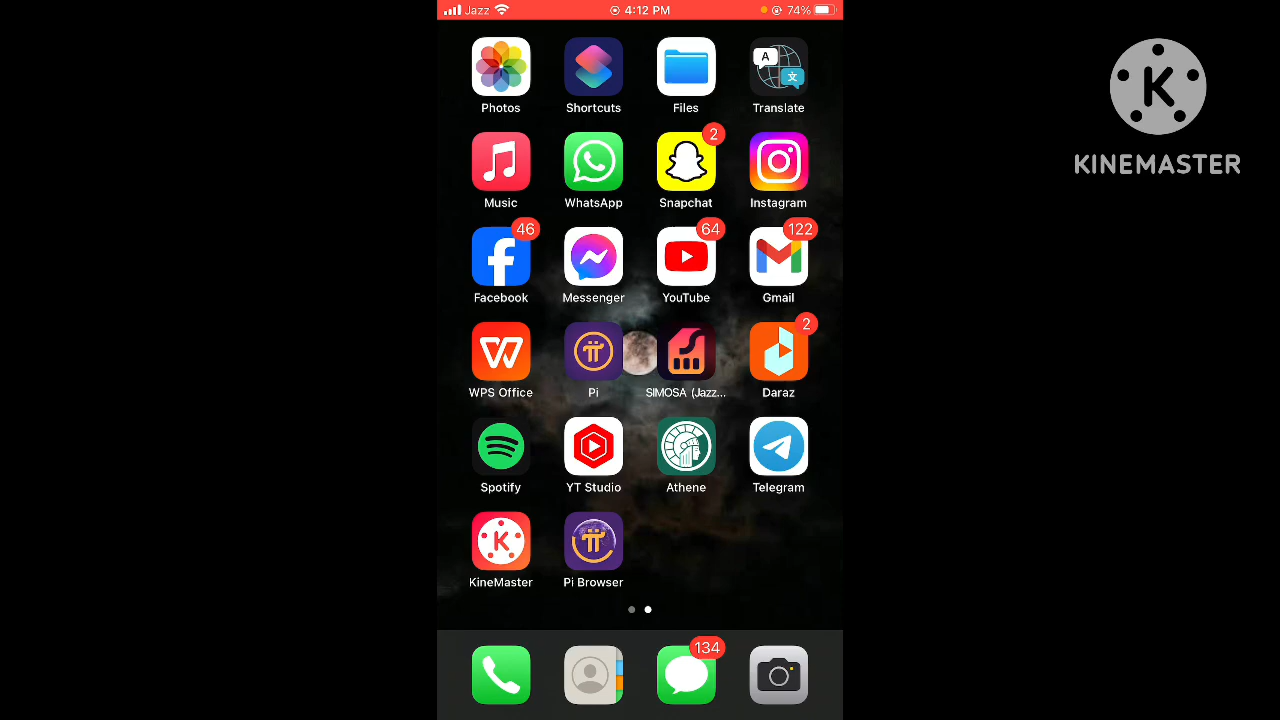 Jazz 4:12 PM 74%
A 文
Photos Shortcuts Files Translate
2
Music WhatsApp Snapchat Instagram
46 64 122
Facebook Messenger YouTube Gmail
2
WPS Office Pi SIMOSA (Jazz... Daraz
Spotify YT Studio Athene Telegram
K
KineMaster Pi Browser
134
K
KINEMASTER